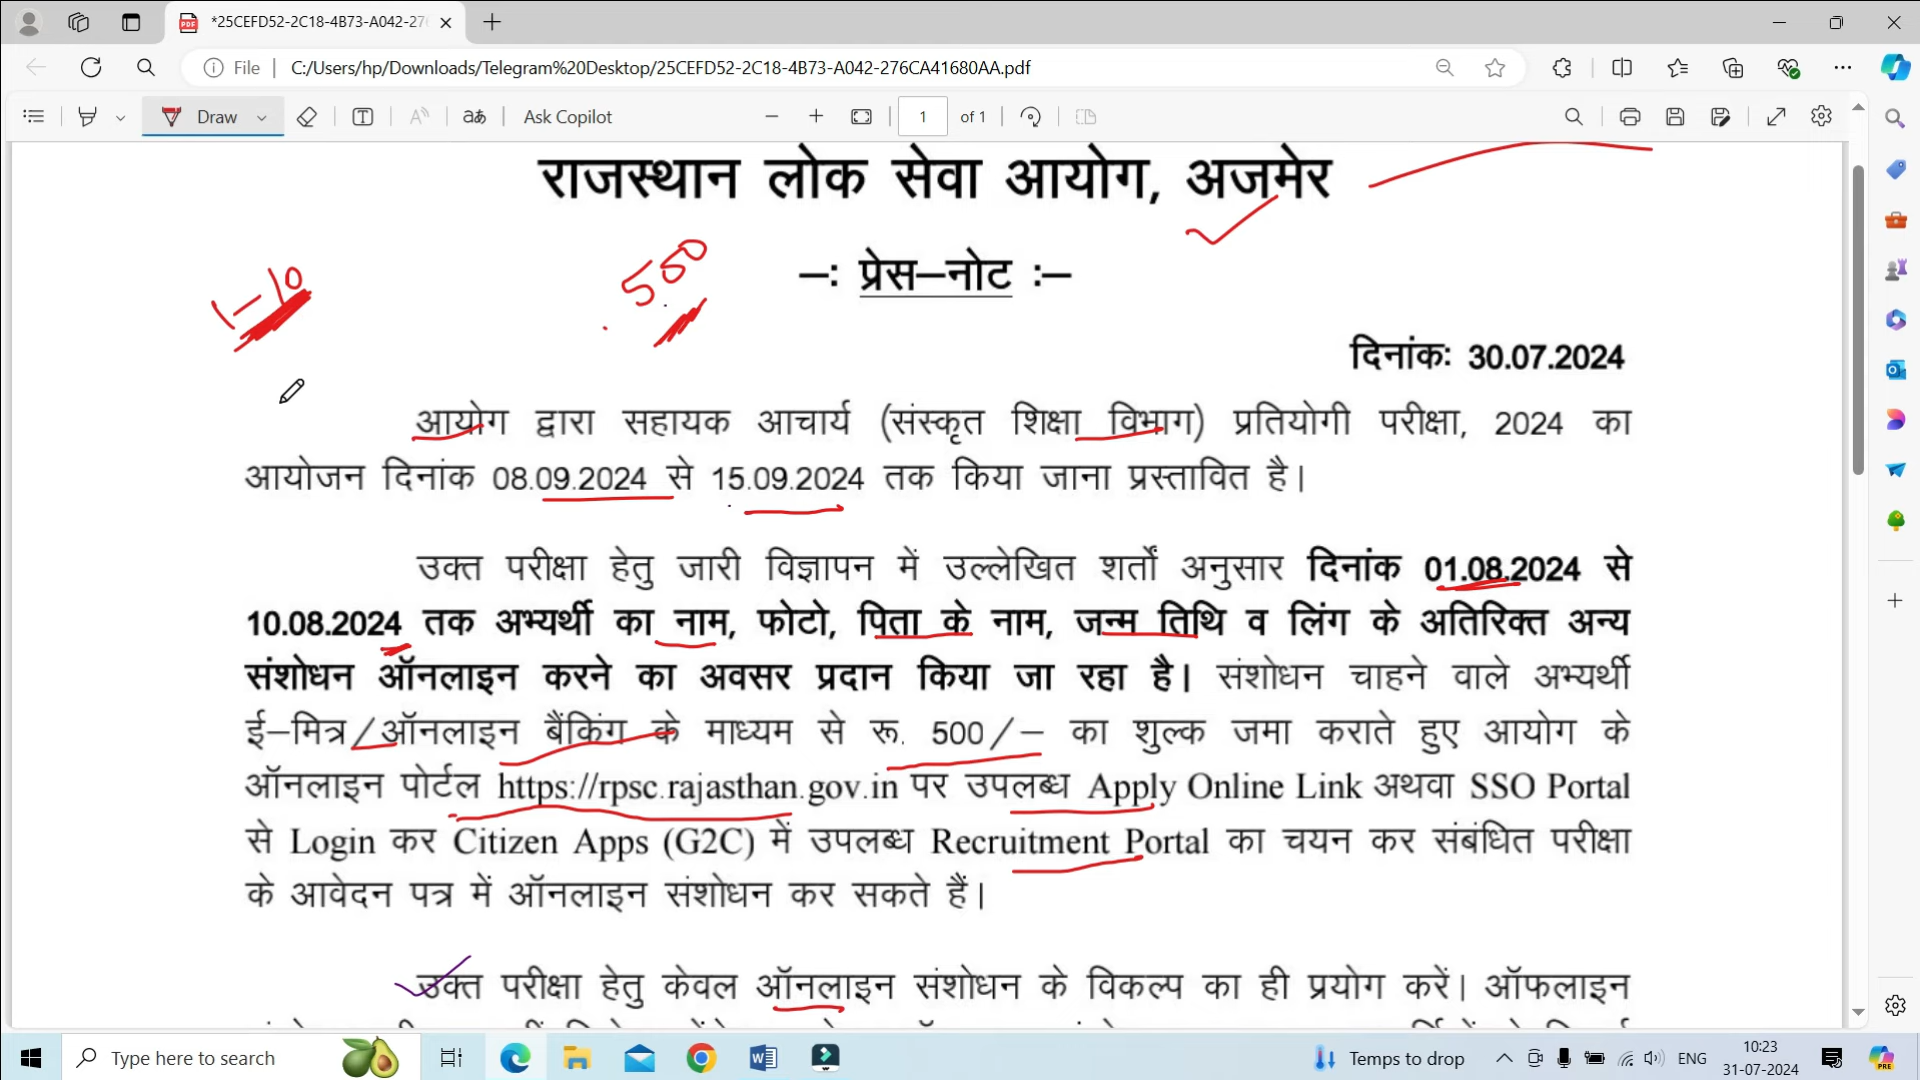 *25CEFD52-2C18-4B73-A042-276
File
C:/Users/hp/Downloads/Telegram%20Desktop/25CEFD52-2C18-4B73-A042-276CA41680AA.pdf
Draw
Ask Copilot
1 of 1
राजस्थान लोक सेवा आयोग, अजमेर
–: प्रेस–नोट :–
1–10
550
दिनांक: 30.07.2024
आयोग द्वारा सहायक आचार्य (संस्कृत शिक्षा विभाग) प्रतियोगी परीक्षा, 2024 का
आयोजन दिनांक 08.09.2024 से 15.09.2024 तक किया जाना प्रस्तावित है।
उक्त परीक्षा हेतु जारी विज्ञापन में उल्लेखित शर्तों अनुसार दिनांक 01.08.2024 से
10.08.2024 तक अभ्यर्थी का नाम, फोटो, पिता के नाम, जन्म तिथि व लिंग के अतिरिक्त अन्य
संशोधन ऑनलाइन करने का अवसर प्रदान किया जा रहा है। संशोधन चाहने वाले अभ्यर्थी
ई–मित्र/ऑनलाइन बैंकिंग के माध्यम से रू. 500/– का शुल्क जमा कराते हुए आयोग के
ऑनलाइन पोर्टल https://rpsc.rajasthan.gov.in पर उपलब्ध Apply Online Link अथवा SSO Portal
से Login कर Citizen Apps (G2C) में उपलब्ध Recruitment Portal का चयन कर संबंधित परीक्षा
के आवेदन पत्र में ऑनलाइन संशोधन कर सकते हैं।
उक्त परीक्षा हेतु केवल ऑनलाइन संशोधन के विकल्प का ही प्रयोग करें। ऑफलाइन
Type here to search
Temps to drop
ENG
10:23
31-07-2024